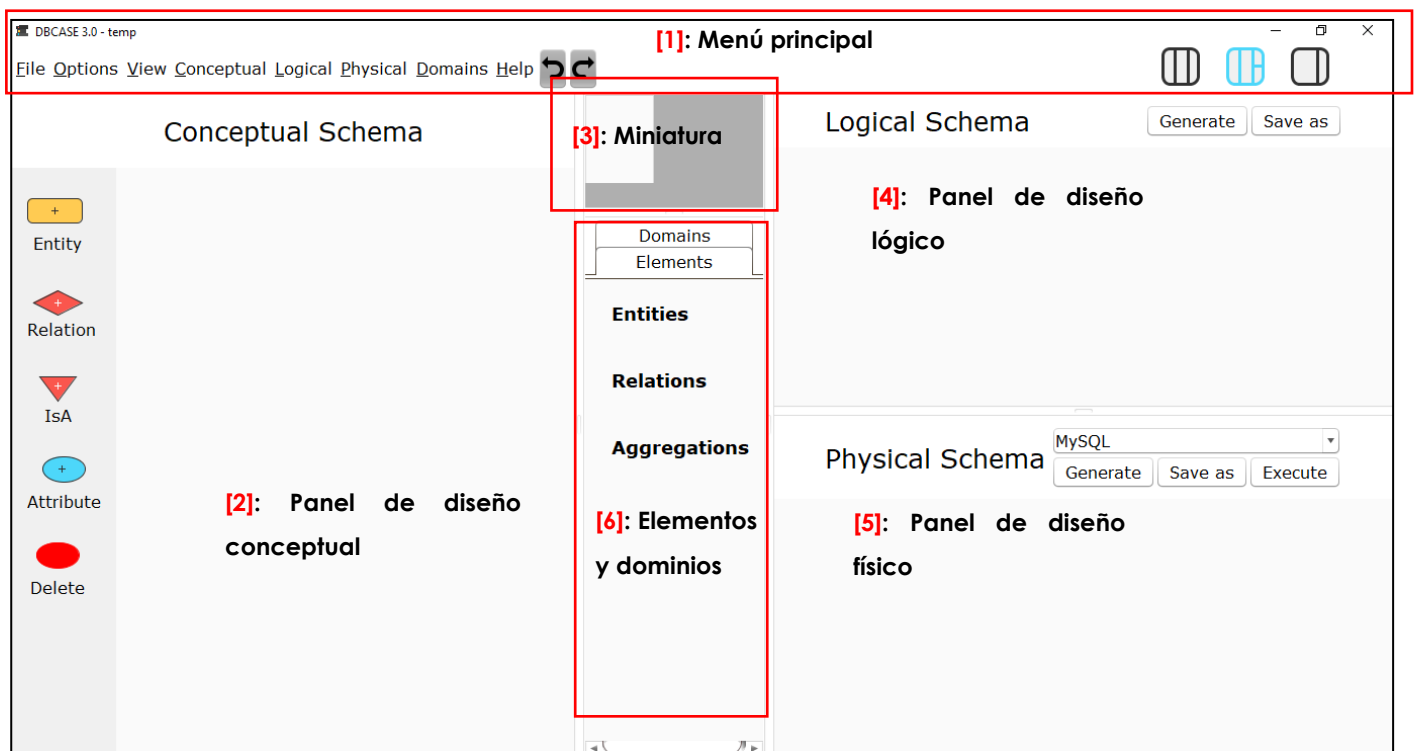 DBCASE 3.0 - temp
[1]: Menú principal
File Options View Conceptual Logical Physical Domains Help
Conceptual Schema
[3]: Miniatura
Logical Schema
Generate Save as
+
Entity
+
Relation
+
IsA
+
Attribute
Delete
[2]: Panel de diseño
conceptual
Domains
Elements
Entities
Relations
Aggregations
[6]: Elementos
y dominios
[4]: Panel de diseño
lógico
Physical Schema
MySQL
Generate Save as Execute
[5]: Panel de diseño
físico